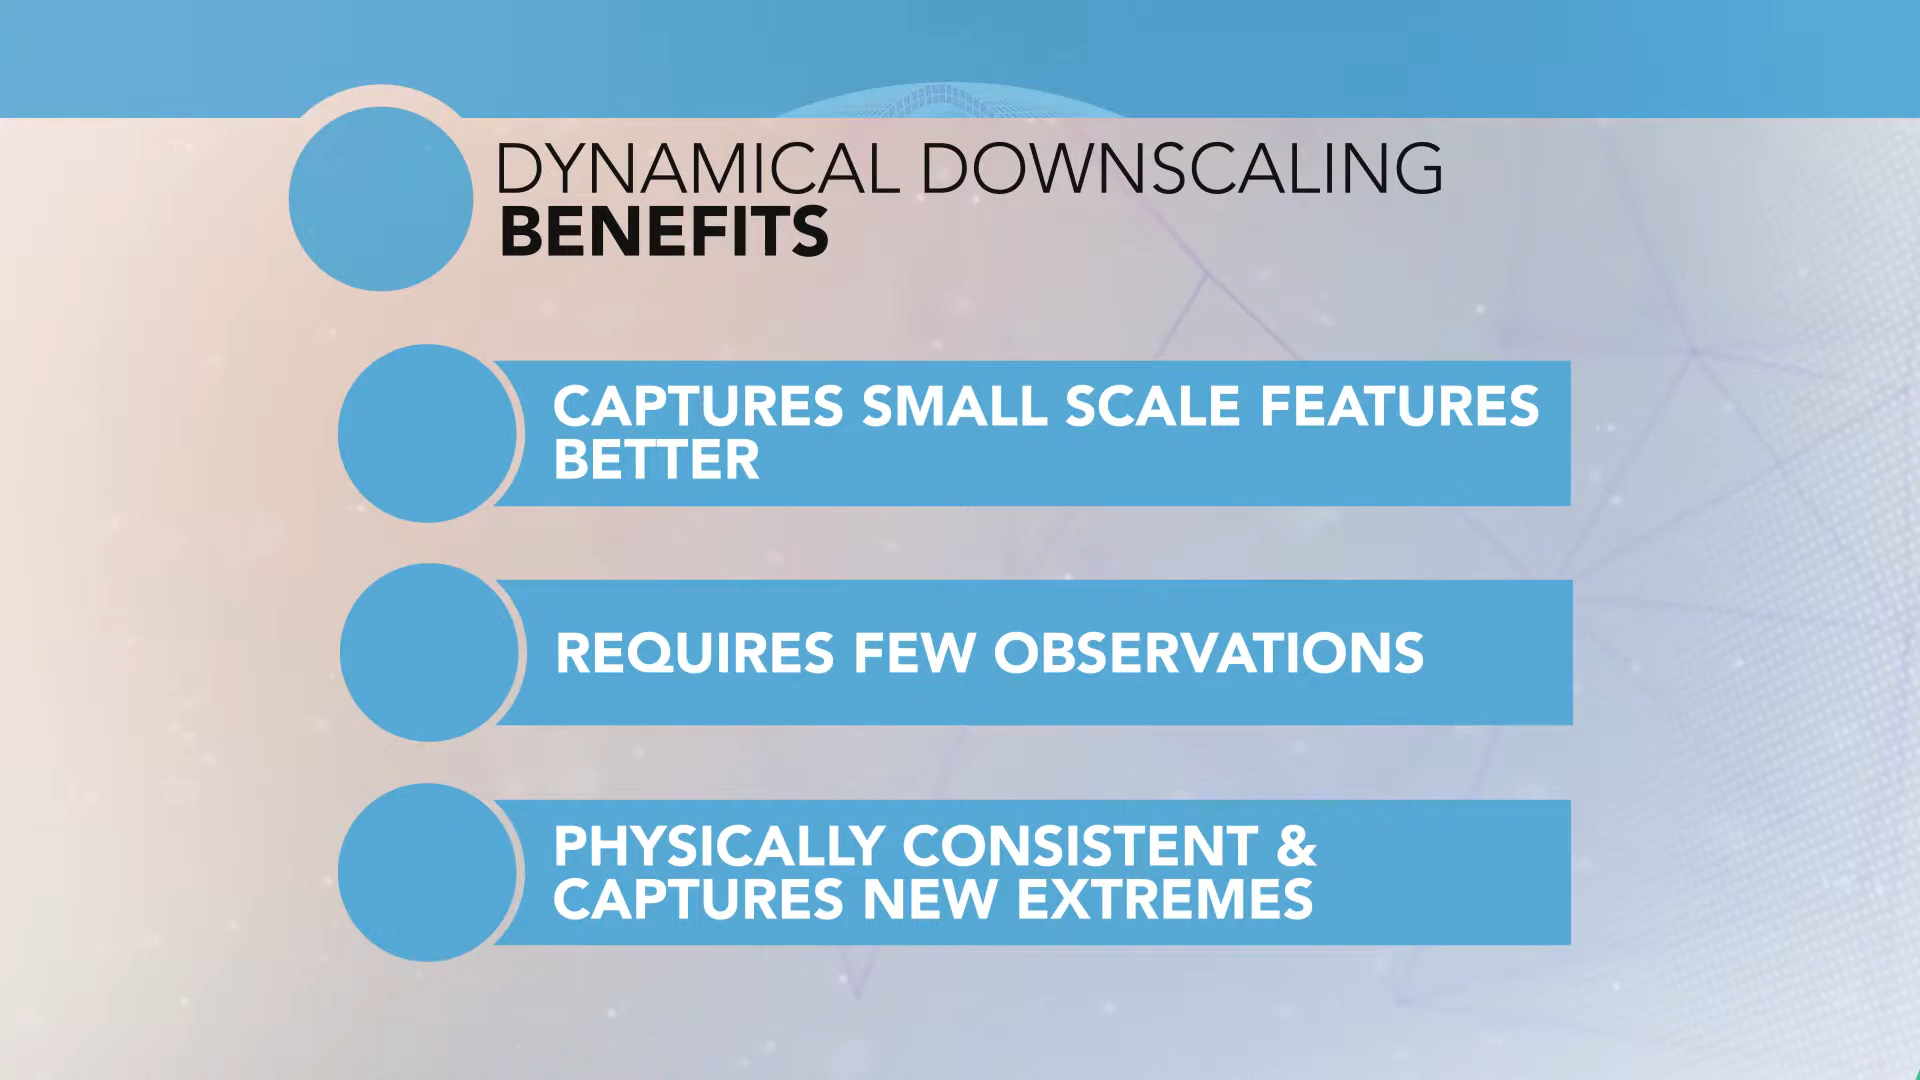 DYNAMICAL DOWNSCALING
BENEFITS
CAPTURES SMALL SCALE FEATURES
BETTER
REQUIRES FEW OBSERVATIONS
PHYSICALLY CONSISTENT &
CAPTURES NEW EXTREMES